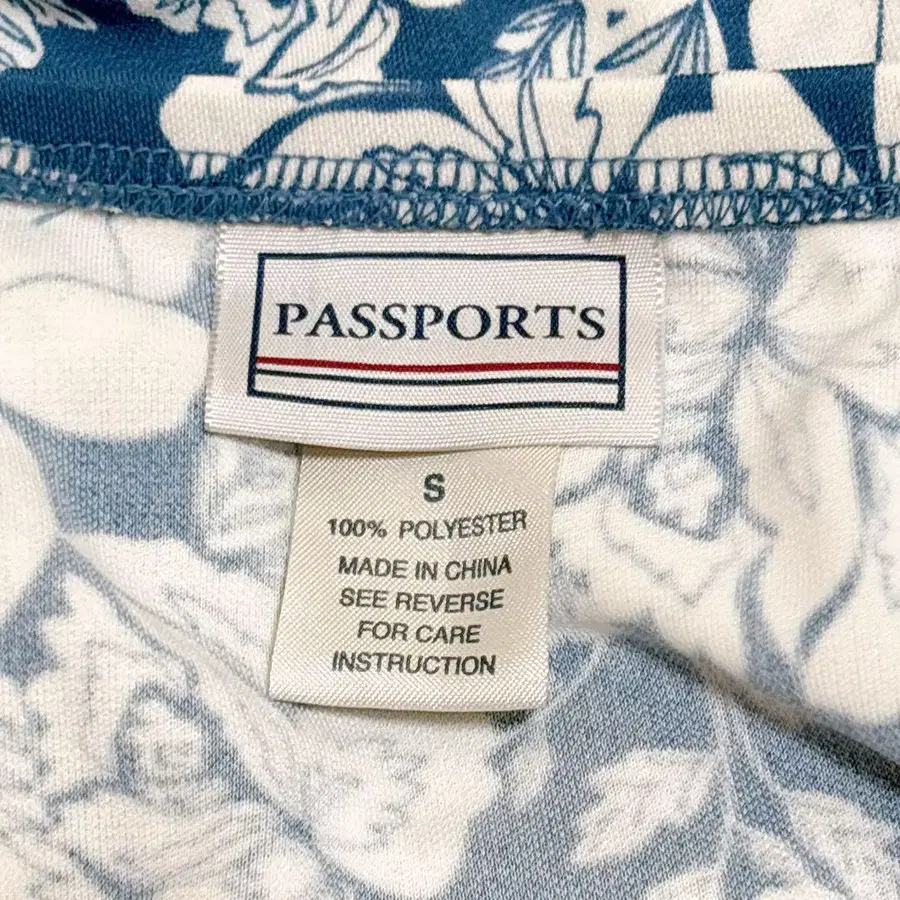 PASSPORTS
S
100% POLYESTER
MADE IN CHINA
SEE REVERSE
FOR CARE
INSTRUCTION